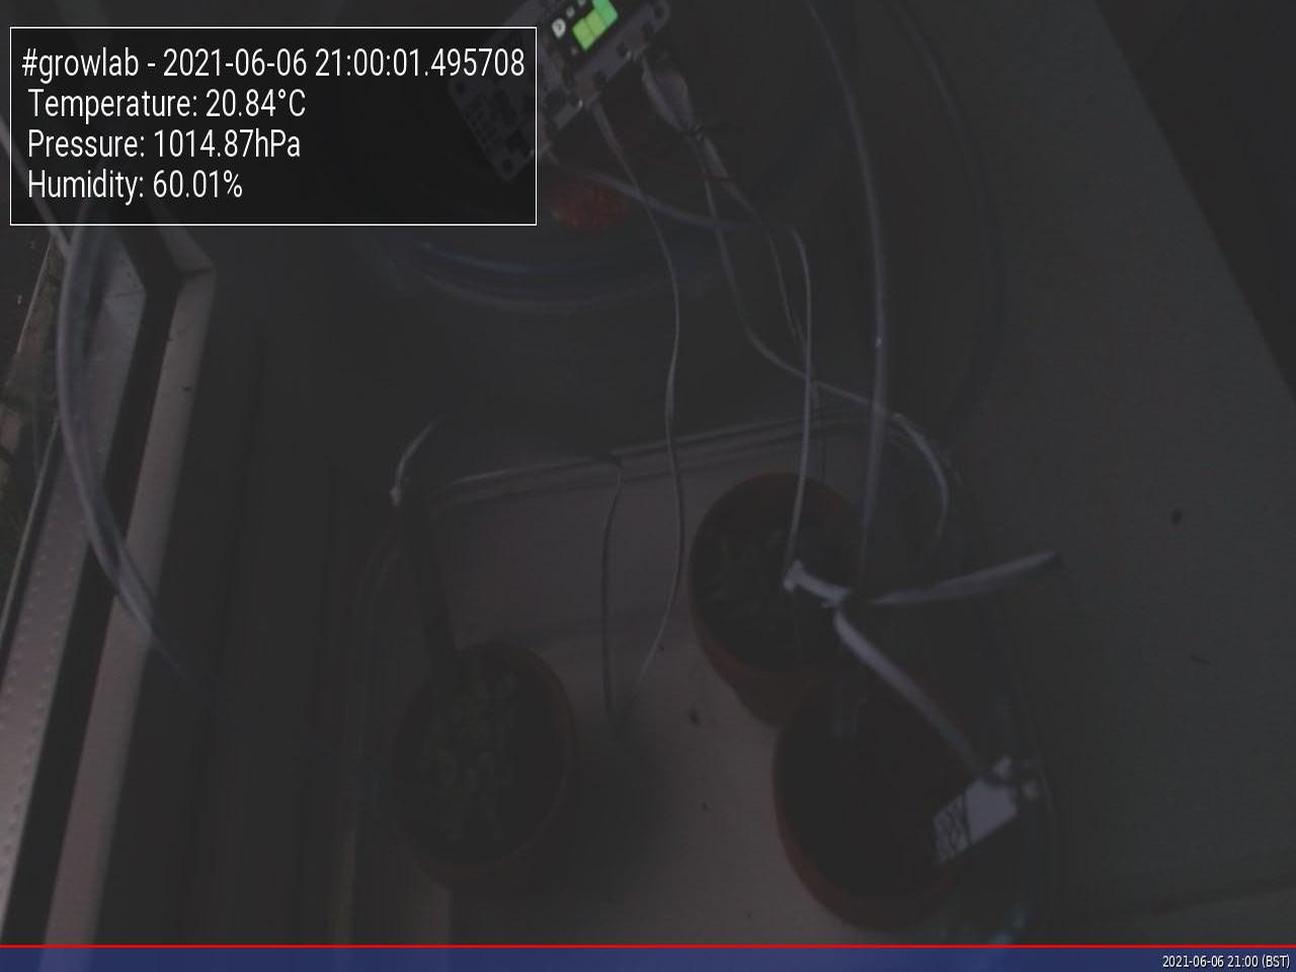 #growlab - 2021-06-06 21:00:01.495708
Temperature: 20.84°C
Pressure: 1014.87hPa
Humidity: 60.01%
2021-06-06 21:00 (BST)